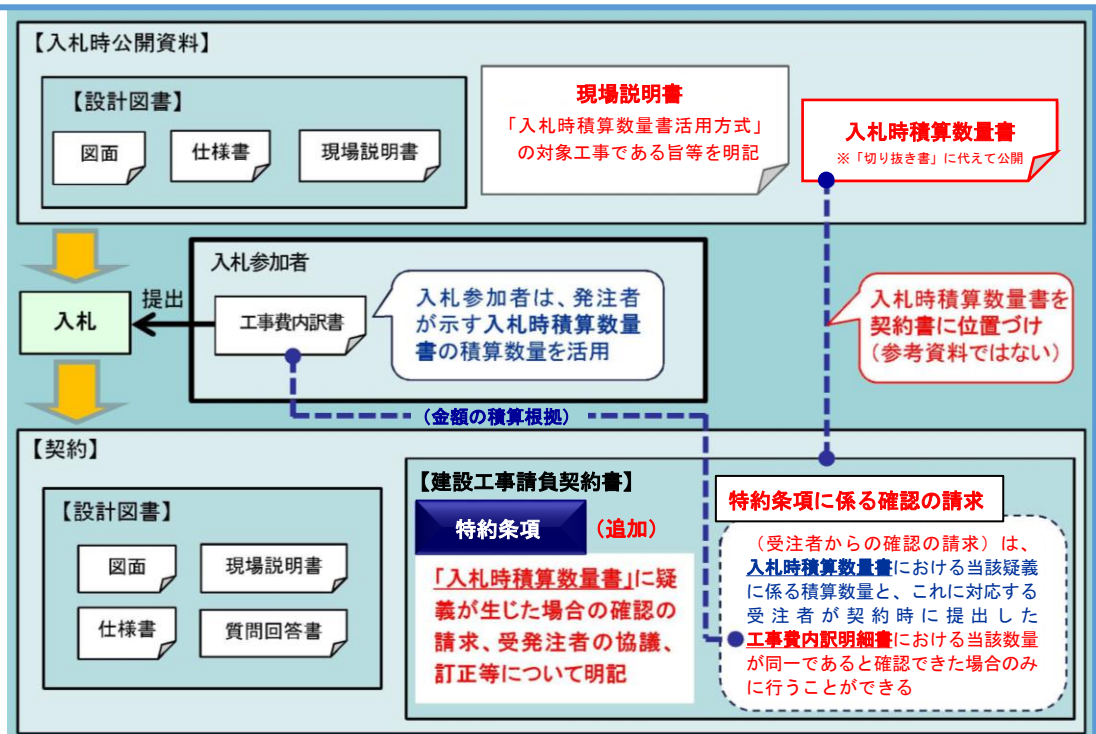 【入札時公開資料】
【設計図書】
図面
仕様書
現場説明書
現場説明書
「入札時積算数量書活用方式」
の対象工事である旨等を明記
入札時積算数量書
※「切り抜き書」に代えて公開
入札参加者
入札
提出
工事費内訳書
入札参加者は、発注者
が示す入札時積算数量
書の積算数量を活用
入札時積算数量書を
契約書に位置づけ
(参考資料ではない)
(金額の積算根拠)
【契約】
【設計図書】
図面
現場説明書
仕様書
質問回答書
【建設工事請負契約書】
特約条項
(追加)
「入札時積算数量書」に疑
義が生じた場合の確認の
請求、受発注者の協議、
訂正等について明記
特約条項に係る確認の請求
(受注者からの確認の請求)は、
入札時積算数量書における当該疑義
に係る積算数量と、これに対応する
受注者が契約時に提出した
工事費内訳明細書における当該数量
が同一であると確認できた場合のみ
に行うことができる